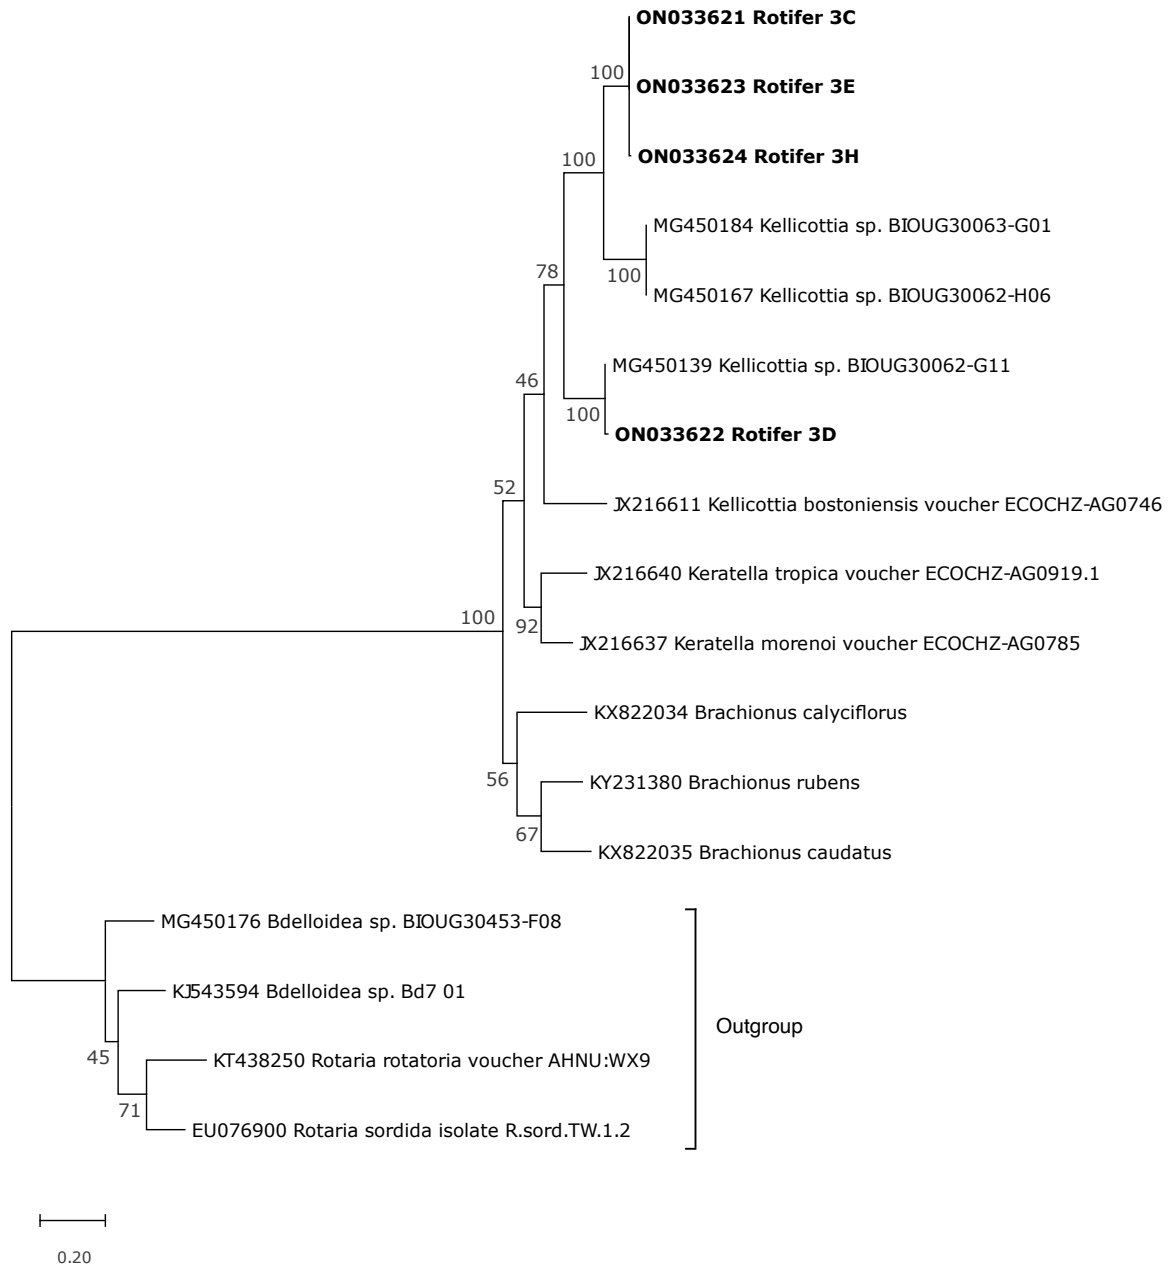 ON033621 Rotifer 3C
100
ON033623 Rotifer 3E
ON033624 Rotifer 3H
100
MG450184 Kellicottia sp. BIOUG30063-G01
78
100
MG450167 Kellicottia sp. BIOUG30062-H06
MG450139 Kellicottia sp. BIOUG30062-G11
46
100
ON033622 Rotifer 3D
52
JX216611 Kellicottia bostoniensis voucher ECOCHZ-AG0746
JX216640 Keratella tropica voucher ECOCHZ-AG0919.1
100
92
JX216637 Keratella morenoi voucher ECOCHZ-AG0785
KX822034 Brachionus calyciflorus
56
KY231380 Brachionus rubens
67
KX822035 Brachionus caudatus
MG450176 Bdelloidea sp. BIOUG30453-F08
KJ543594 Bdelloidea sp. Bd7 01
Outgroup
45
KT438250 Rotaria rotatoria voucher AHNU:WX9
71
EU076900 Rotaria sordida isolate R.sord.TW.1.2
0.20